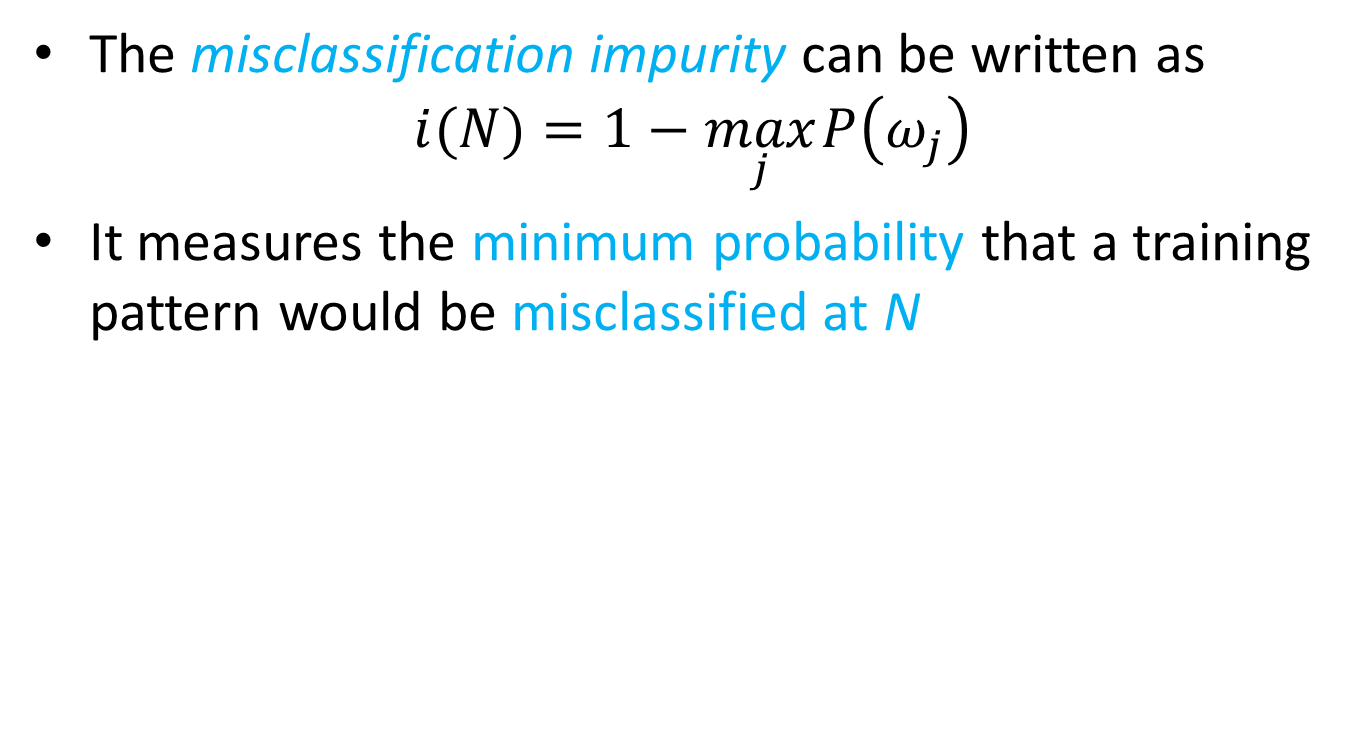 • The misclassification impurity can be written as
i(N) = 1 − max P(ωj)
j
• It measures the minimum probability that a training
pattern would be misclassified at N